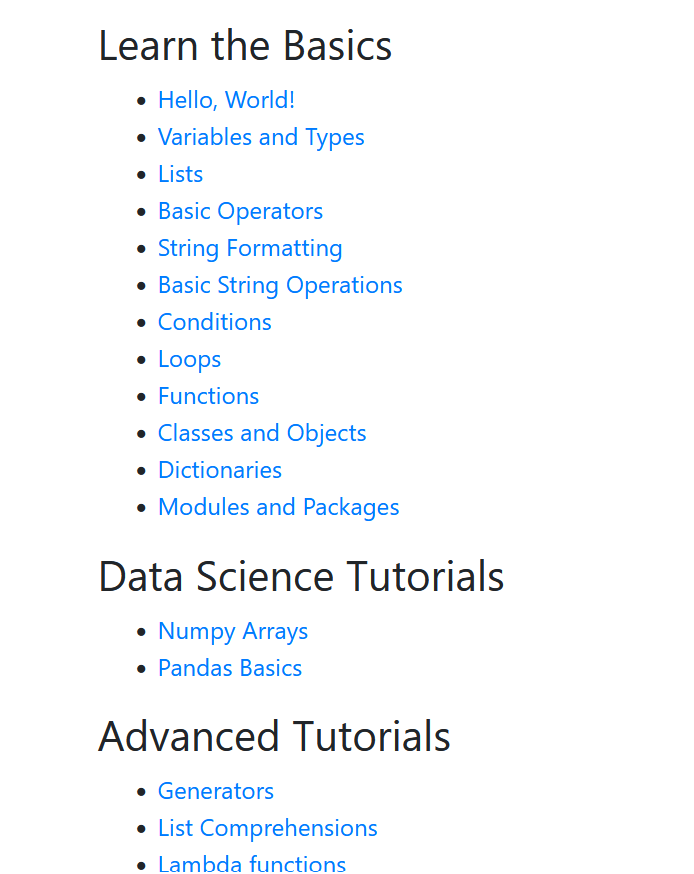 Learn the Basics
Hello, World!
Variables and Types
Lists
Basic Operators
String Formatting
Basic String Operations
Conditions
Loops
Functions
Classes and Objects
Dictionaries
Modules and Packages
Data Science Tutorials
Numpy Arrays
Pandas Basics
Advanced Tutorials
Generators
List Comprehensions
Lambda functions